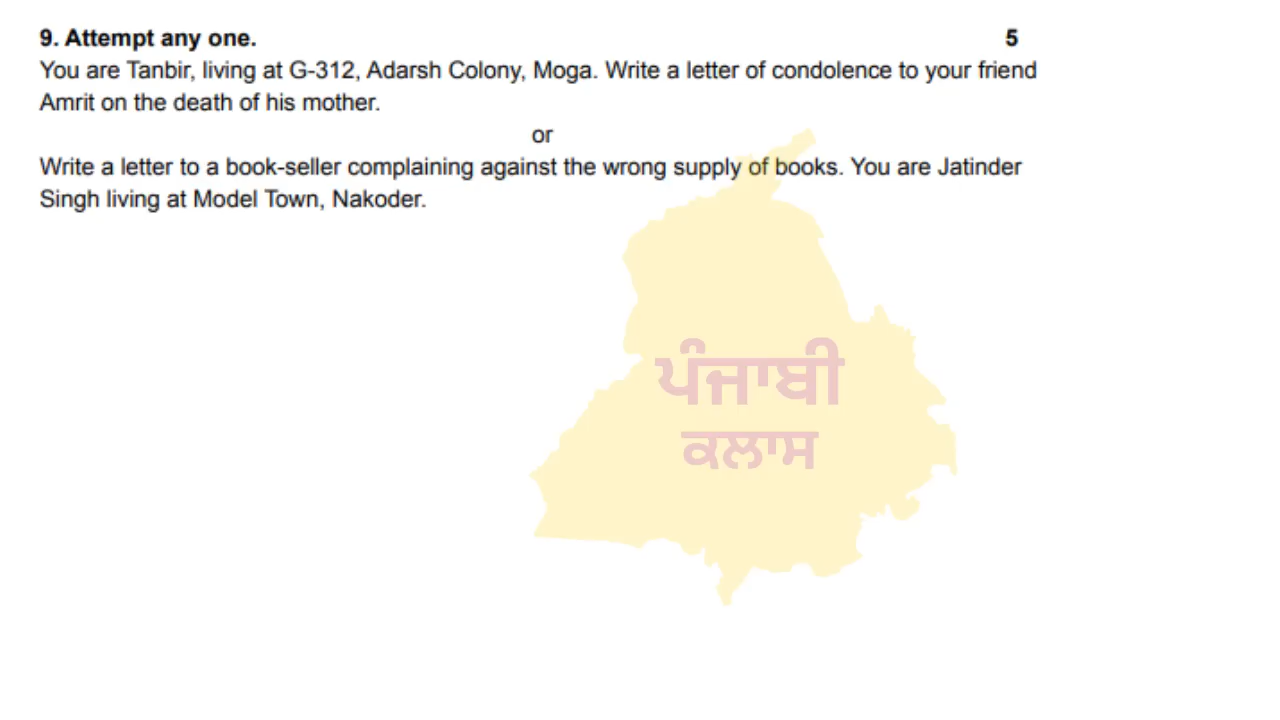 9. Attempt any one. 5
You are Tanbir, living at G-312, Adarsh Colony, Moga. Write a letter of condolence to your friend
Amrit on the death of his mother.
or
Write a letter to a book-seller complaining against the wrong supply of books. You are Jatinder
Singh living at Model Town, Nakoder.
ਪੰਜਾਬੀ
ਕਲਾਸ